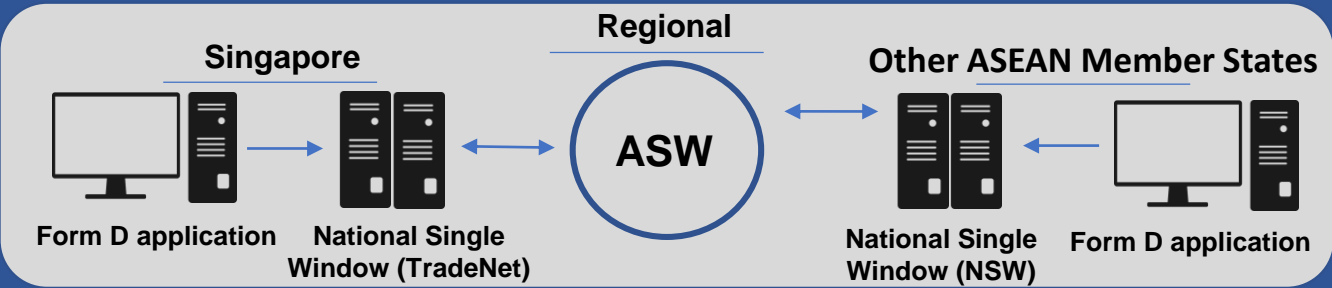 Regional
Singapore
Other ASEAN Member States
ASW
Form D application
National Single
Window (TradeNet)
National Single
Window (NSW)
Form D application